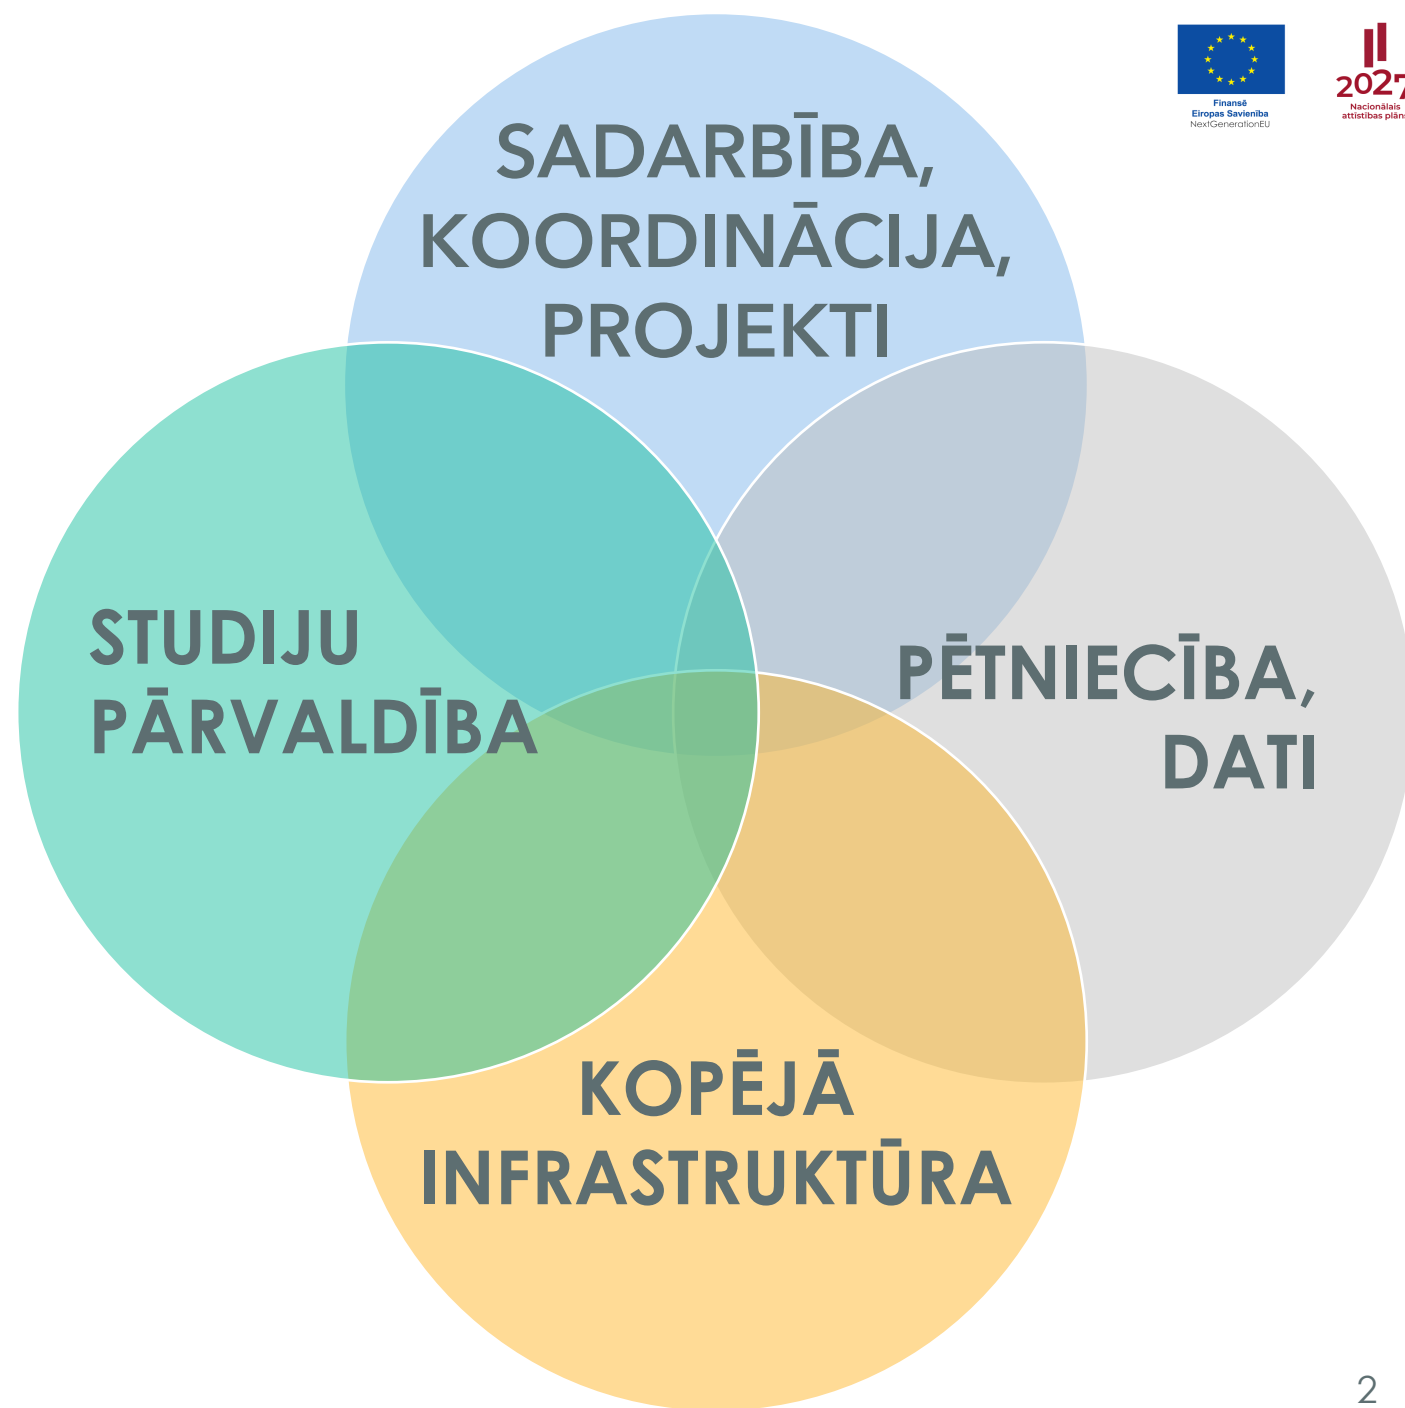 Finansē
Eiropas Savienība
NextGenerationEU
2027
Nacionālais
attīstības plāns
SADARBĪBA,
KOORDINĀCIJA,
PROJEKTI
STUDIJU
PĀRVALDĪBA
PĒTNIECĪBA,
DATI
KOPĒJĀ
INFRASTRUKTŪRA
2